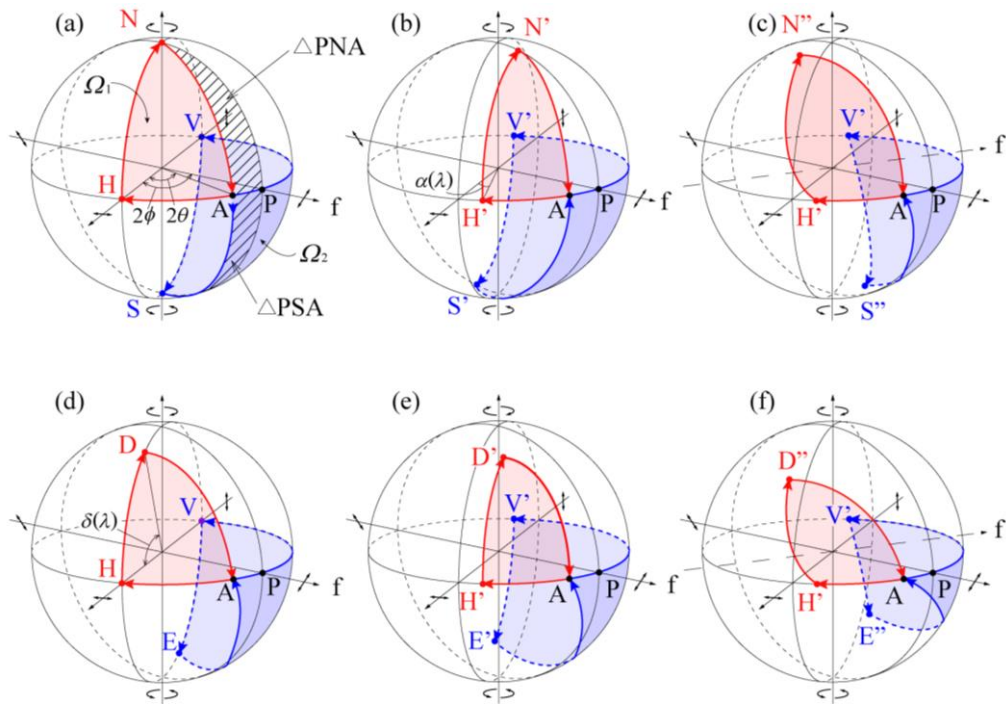 (a)
N
△PNA
Ω₁
V
H
2ϕ
2θ
A
P
f
Ω₂
S
△PSA
(b)
N'
V'
α(λ)
H'
A
P
S'
(c)
N''
V'
f
H'
A
P
S''
(d)
D
δ(λ)
V
H
A
P
f
E
(e)
D'
V'
H'
A
P
E'
(f)
D''
V'
f
H'
A
P
E''